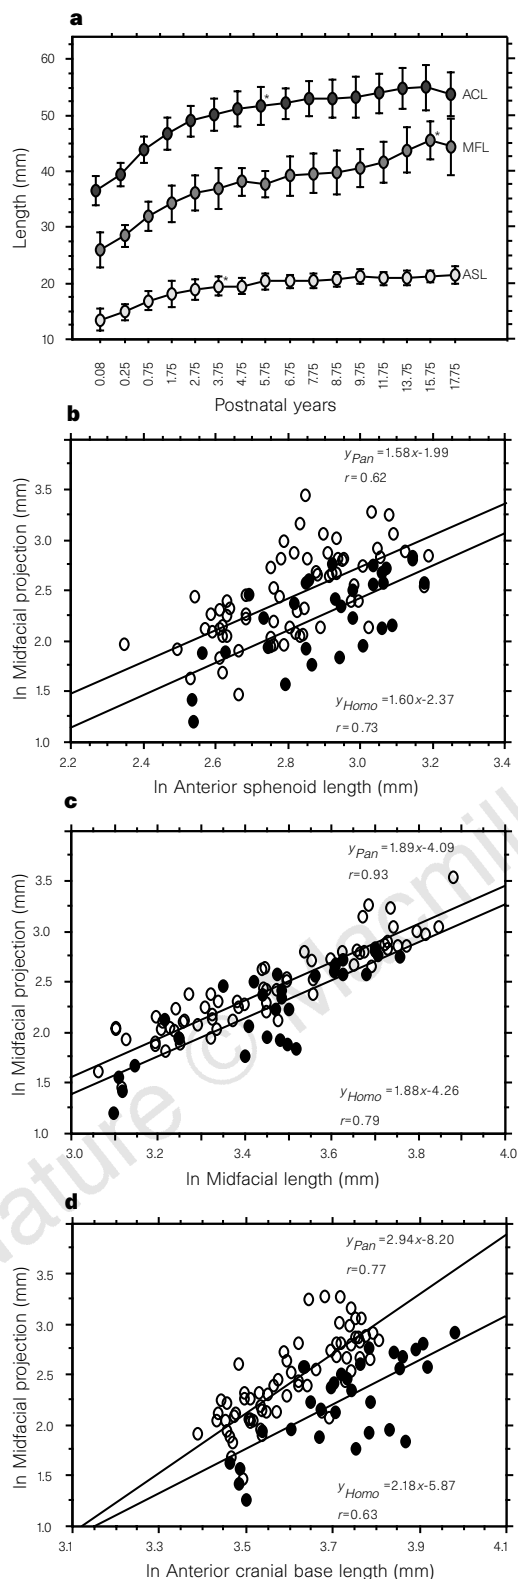 a
60
50
40
30
20
10
Length (mm)
*
ACL
*
MFL
*
ASL
0.08
0.25
0.75
1.75
2.75
3.75
4.75
5.75
6.75
7.75
8.75
9.75
11.75
13.75
15.75
17.75
Postnatal years
b
y Pan =1.58x-1.99
r=0.62
3.5
3.0
2.5
2.0
1.5
1.0
ln Midfacial projection (mm)
y Homo =1.60x-2.37
r=0.73
2.2 2.4 2.6 2.8 3.0 3.2 3.4
ln Anterior sphenoid length (mm)
c
y Pan =1.89x-4.09
r=0.93
3.5
3.0
2.5
2.0
1.5
1.0
ln Midfacial projection (mm)
y Homo =1.88x-4.26
r=0.79
3.0 3.2 3.4 3.6 3.8 4.0
ln Midfacial length (mm)
d
y Pan =2.94x-8.20
r=0.77
3.5
3.0
2.5
2.0
1.5
1.0
ln Midfacial projection (mm)
y Homo =2.18x-5.87
r=0.63
3.1 3.3 3.5 3.7 3.9 4.1
ln Anterior cranial base length (mm)